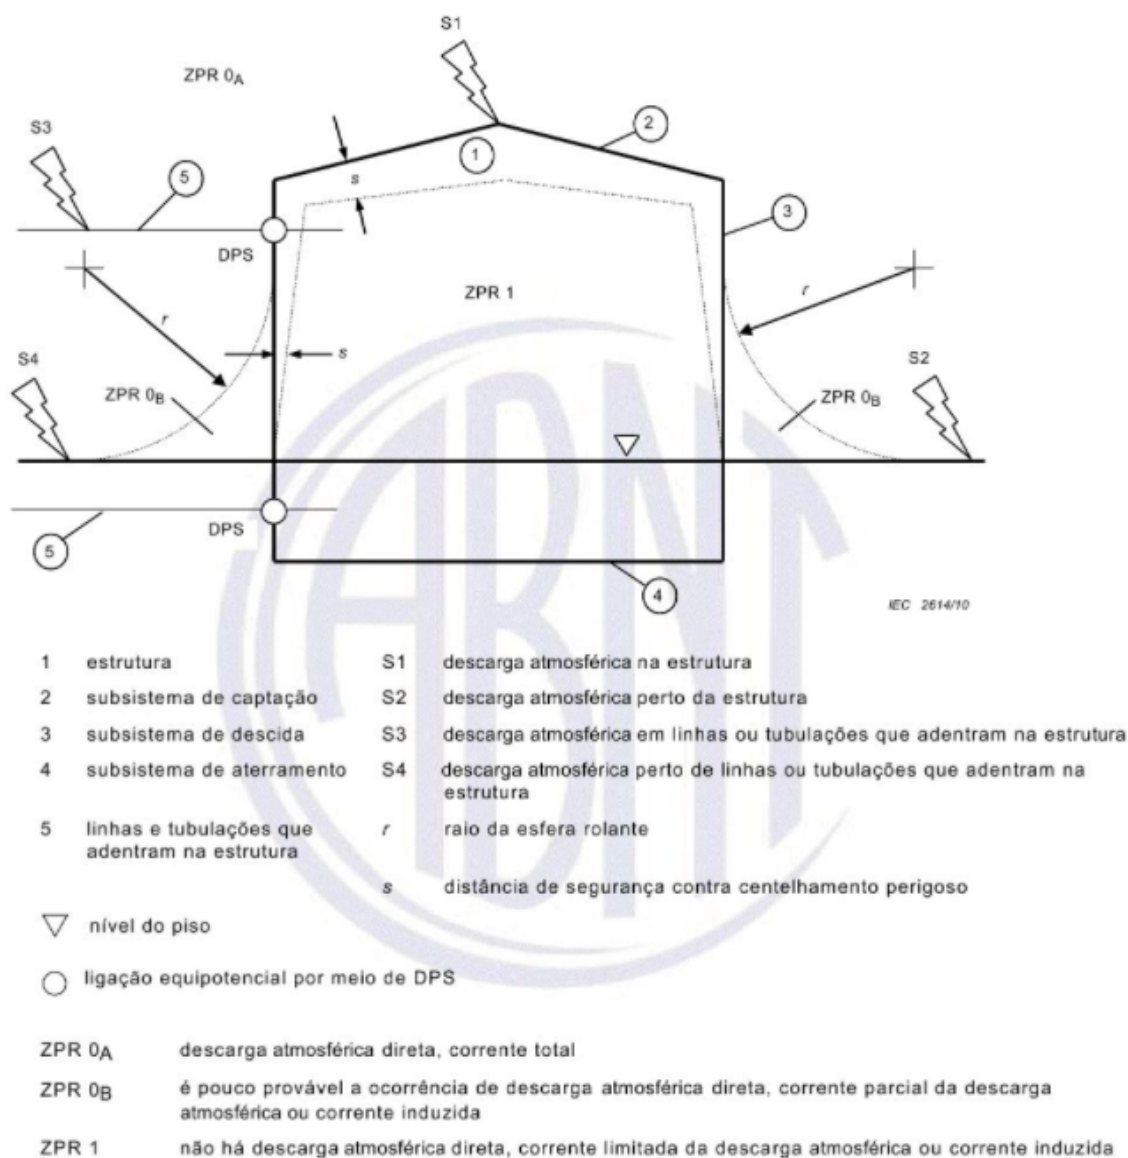 S1
ZPR 0A
S3
2
1
5
s
3
DPS
ZPR 1
r
r
s
S4
S2
ZPR 0B
ZPR 0B
DPS
5
4
ABNT
IEC 2614/10
1 estrutura S1 descarga atmosférica na estrutura
2 subsistema de captação S2 descarga atmosférica perto da estrutura
3 subsistema de descida S3 descarga atmosférica em linhas ou tubulações que adentram na estrutura
4 subsistema de aterramento S4 descarga atmosférica perto de linhas ou tubulações que adentram na
estrutura
5 linhas e tubulações que r raio da esfera rolante
adentram na estrutura
s distância de segurança contra centelhamento perigoso
nível do piso
ligação equipotencial por meio de DPS
ZPR 0A descarga atmosférica direta, corrente total
ZPR 0B é pouco provável a ocorrência de descarga atmosférica direta, corrente parcial da descarga
atmosférica ou corrente induzida
ZPR 1 não há descarga atmosférica direta, corrente limitada da descarga atmosférica ou corrente induzida